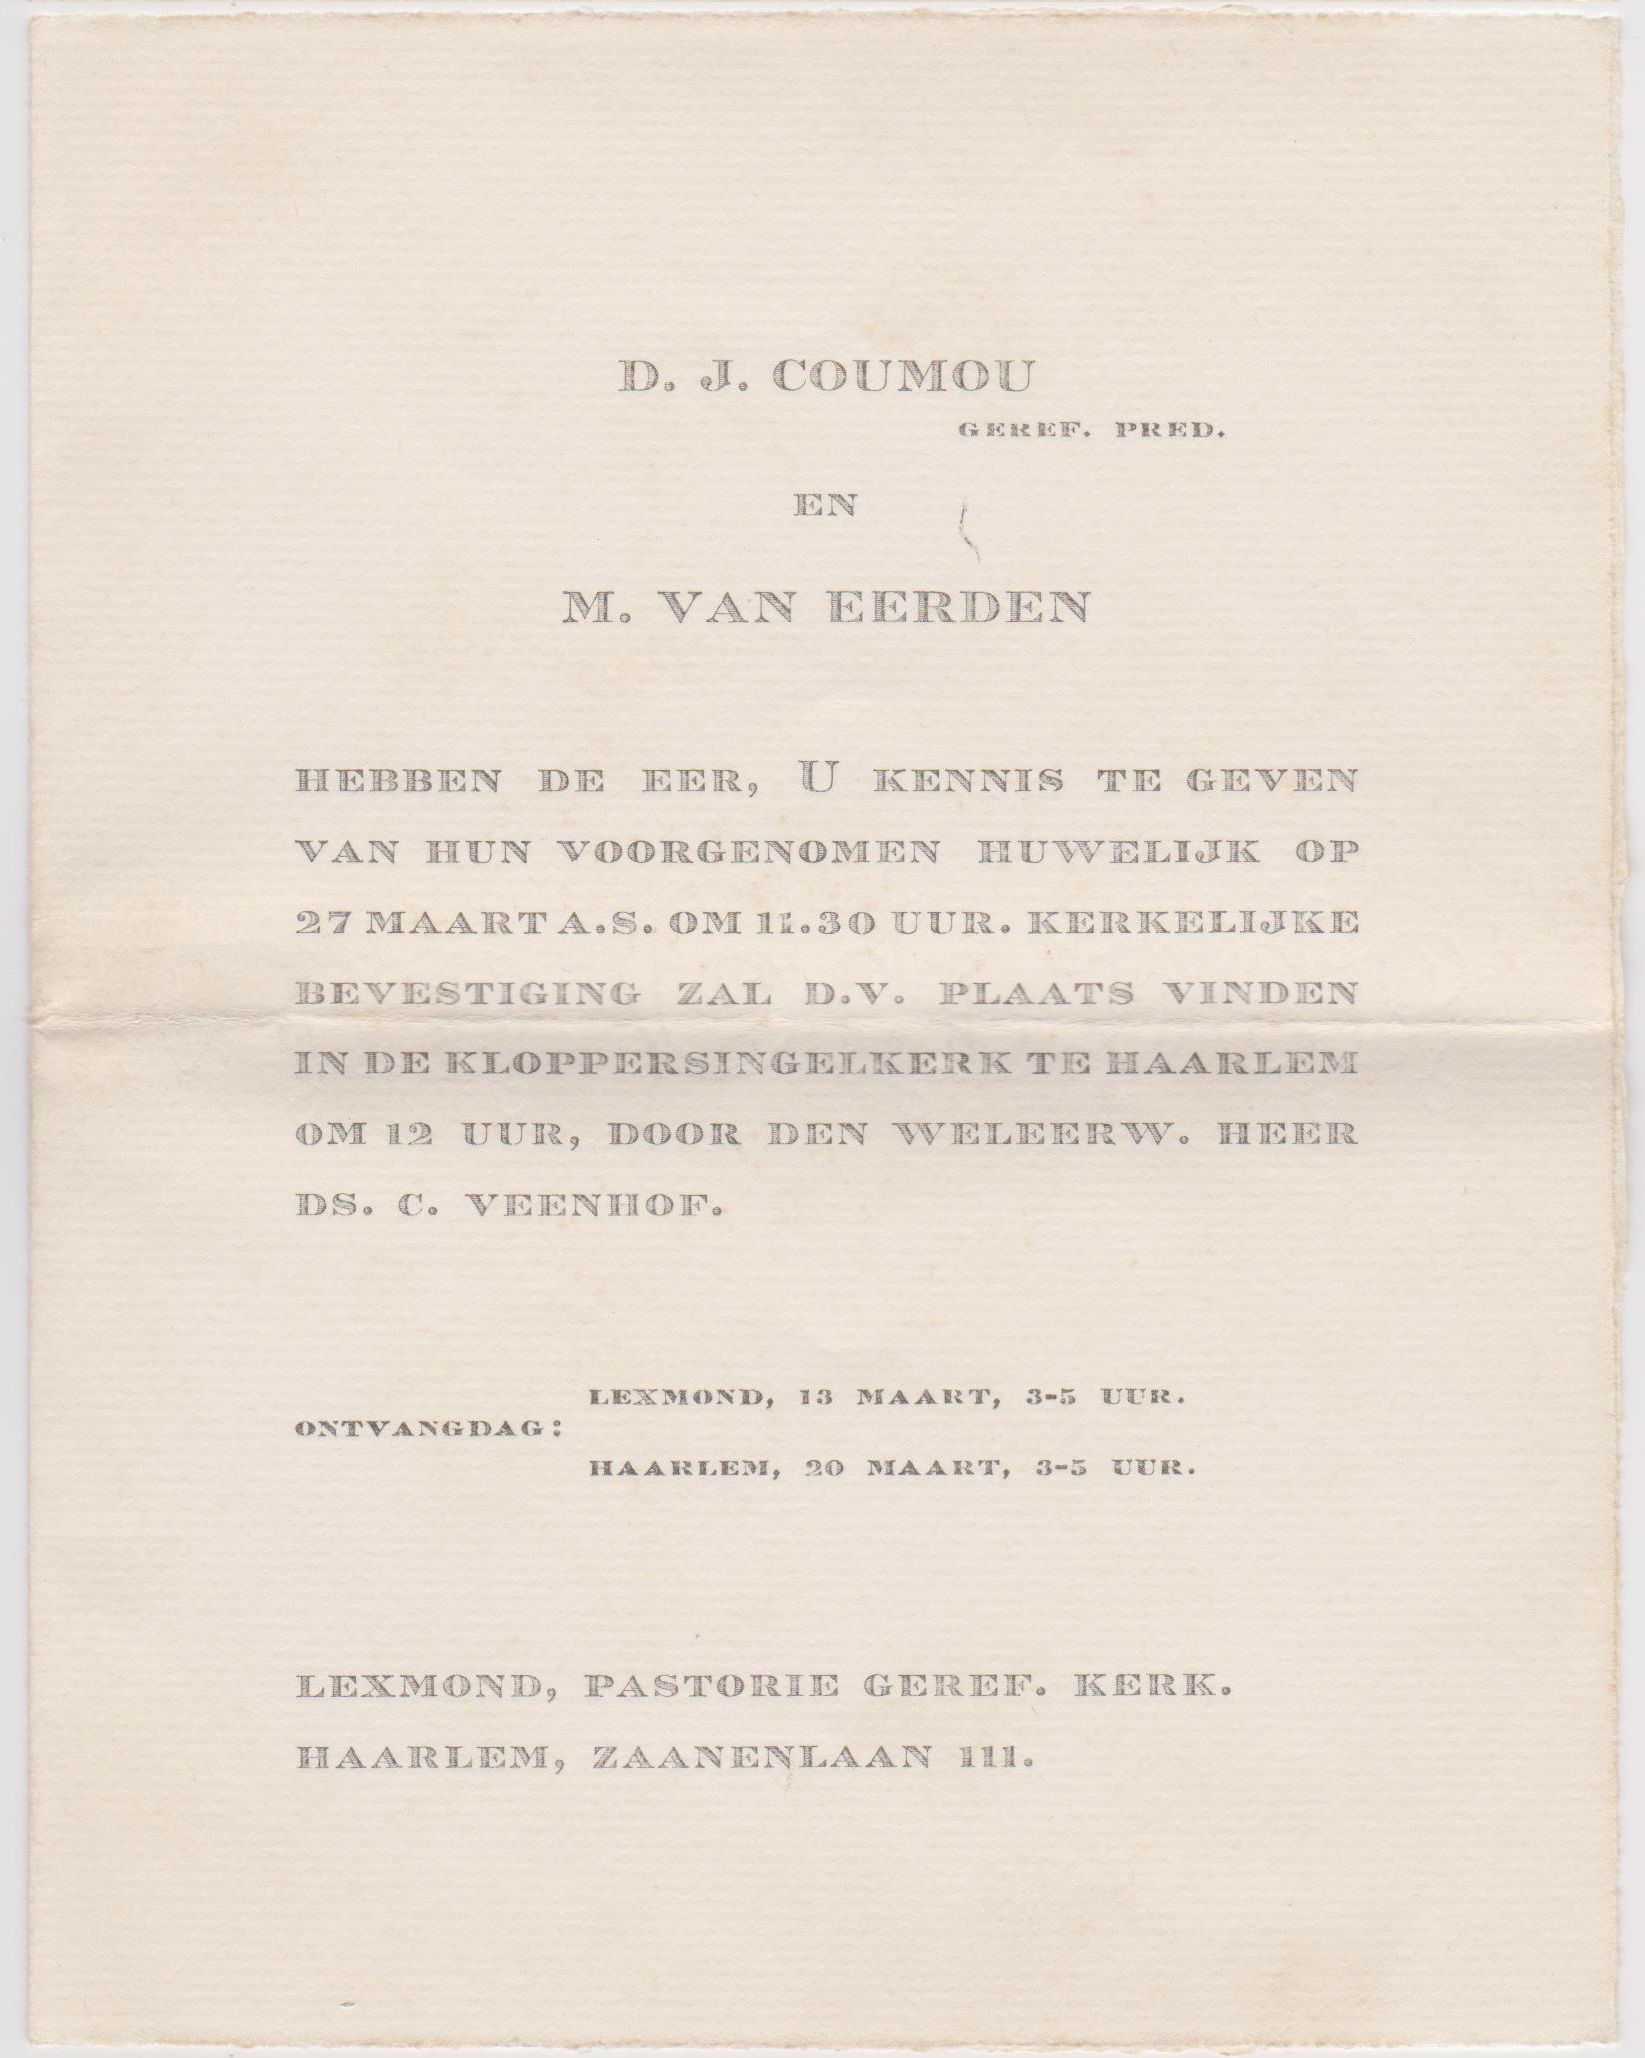 D. J. COUMOU
GEREF. PRED.
EN
M. VAN EERDEN
HEBBEN DE EER, U KENNIS TE GEVEN
VAN HUN VOORGENOMEN HUWELIJK OP
27 MAART A.S. OM 11.30 UUR. KERKELIJKE
BEVESTIGING ZAL D.V. PLAATS VINDEN
IN DE KLOPPERSINGELKERK TE HAARLEM
OM 12 UUR, DOOR DEN WELEERW. HEER
DS. C. VEENHOF.
LEXMOND, 13 MAART, 3-5 UUR.
ONTVANGDAG:
HAARLEM, 20 MAART, 3-5 UUR.
LEXMOND, PASTORIE GEREF. KERK.
HAARLEM, ZAANENLAAN 111.